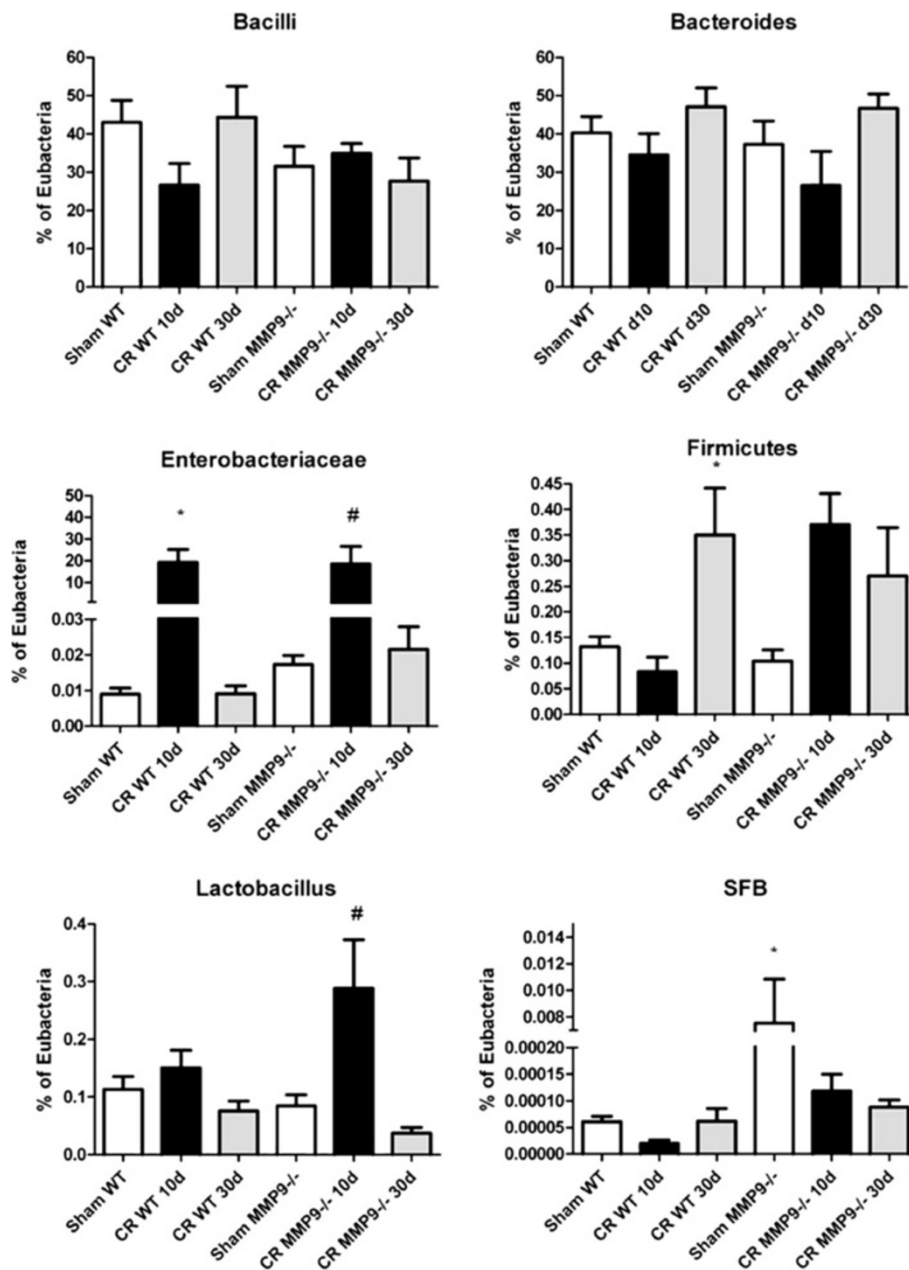 Bacilli
% of Eubacteria
60
50
40
30
20
10
0
Sham WT
CR WT 10d
CR WT 30d
Sham MMP9-/-
CR MMP9-/- 10d
CR MMP9-/- 30d
Bacteroides
% of Eubacteria
60
50
40
30
20
10
0
Sham WT
CR WT d10
CR WT d30
Sham MMP9-/-
CR MMP9-/- d10
CR MMP9-/- d30
Enterobacteriaceae
% of Eubacteria
50
40
30
20
10
0.03
0.02
0.01
0.00
*
#
Sham WT
CR WT 10d
CR WT 30d
Sham MMP9-/-
CR MMP9-/- 10d
CR MMP9-/- 30d
Firmicutes
% of Eubacteria
0.45
0.40
0.35
0.30
0.25
0.20
0.15
0.10
0.05
0.00
*
Sham WT
CR WT 10d
CR WT 30d
Sham MMP9-/-
CR MMP9-/- 10d
CR MMP9-/- 30d
Lactobacillus
% of Eubacteria
0.4
0.3
0.2
0.1
0.0
#
Sham WT
CR WT 10d
CR WT 30d
Sham MMP9-/-
CR MMP9-/- 10d
CR MMP9-/- 30d
SFB
% of Eubacteria
0.014
0.012
0.010
0.008
0.00020
0.00015
0.00010
0.00005
0.00000
*
Sham WT
CR WT 10d
CR WT 30d
Sham MMP9-/-
CR MMP9-/- 10d
CR MMP9-/- 30d